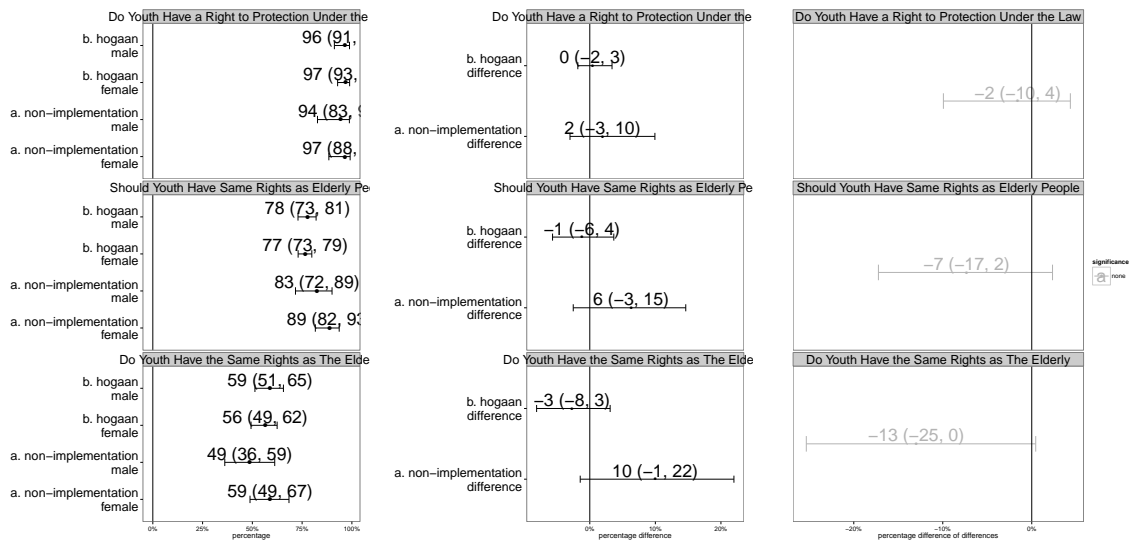 Do Youth Have a Right to Protection Under the
b. hogaan
male
96 (91,
b. hogaan
female
97 (93,
a. non−implementation
male
94 (83, 9
a. non−implementation
female
97 (88,
Should Youth Have Same Rights as Elderly Pe
b. hogaan
male
78 (73, 81)
b. hogaan
female
77 (73, 79)
a. non−implementation
male
83 (72, 89)
a. non−implementation
female
89 (82, 93
Do Youth Have the Same Rights as The Elde
b. hogaan
male
59 (51, 65)
b. hogaan
female
56 (49, 62)
a. non−implementation
male
49 (36, 59)
a. non−implementation
female
59 (49, 67)
0% 25% 50% 75% 100%
percentage
Do Youth Have a Right to Protection Under the
b. hogaan
difference
0 (−2, 3)
a. non−implementation
difference
2 (−3, 10)
Should Youth Have Same Rights as Elderly Pe
b. hogaan
difference
−1 (−6, 4)
a. non−implementation
difference
6 (−3, 15)
Do Youth Have the Same Rights as The Elde
b. hogaan
difference
−3 (−8, 3)
a. non−implementation
difference
10 (−1, 22)
0% 10% 20%
percentage difference
Do Youth Have a Right to Protection Under the Law
−2 (−10, 4)
Should Youth Have Same Rights as Elderly People
−7 (−17, 2)
Do Youth Have the Same Rights as The Elderly
−13 (−25, 0)
−20% −10% 0%
percentage difference of differences
significance
a none